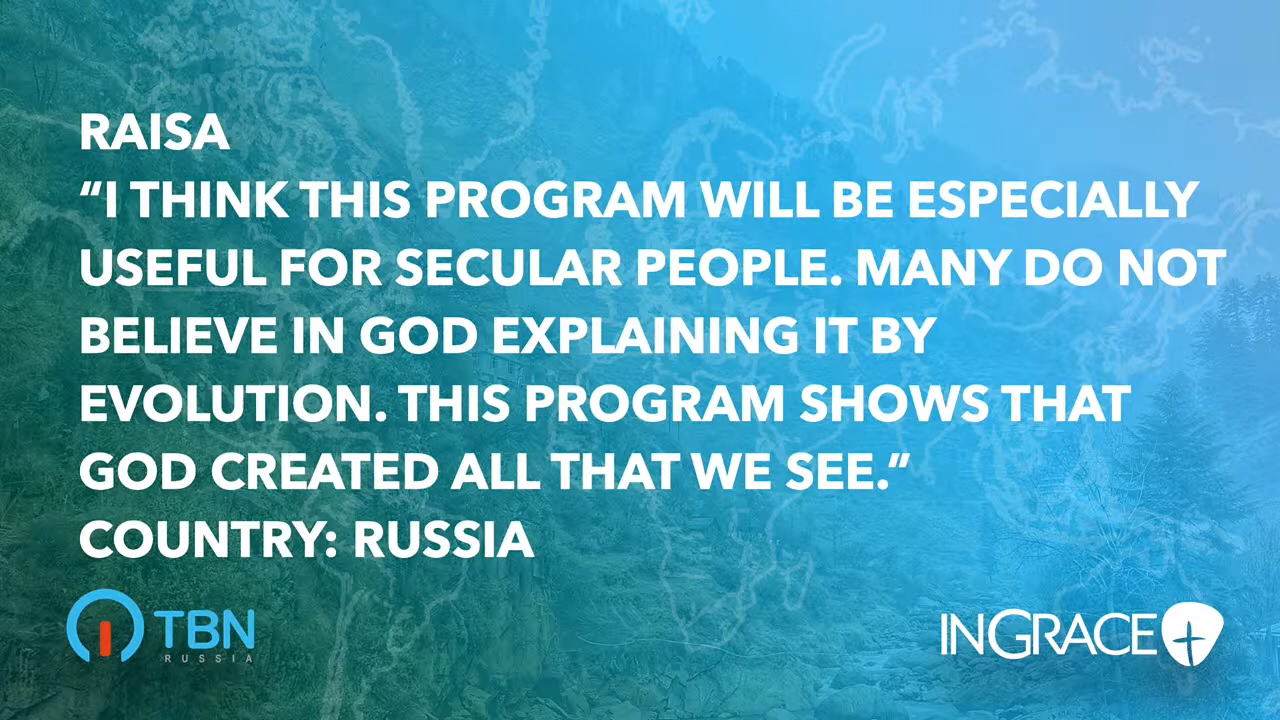 RAISA
“I THINK THIS PROGRAM WILL BE ESPECIALLY
USEFUL FOR SECULAR PEOPLE. MANY DO NOT
BELIEVE IN GOD EXPLAINING IT BY
EVOLUTION. THIS PROGRAM SHOWS THAT
GOD CREATED ALL THAT WE SEE.”
COUNTRY: RUSSIA
TBN
RUSSIA
INGRACE